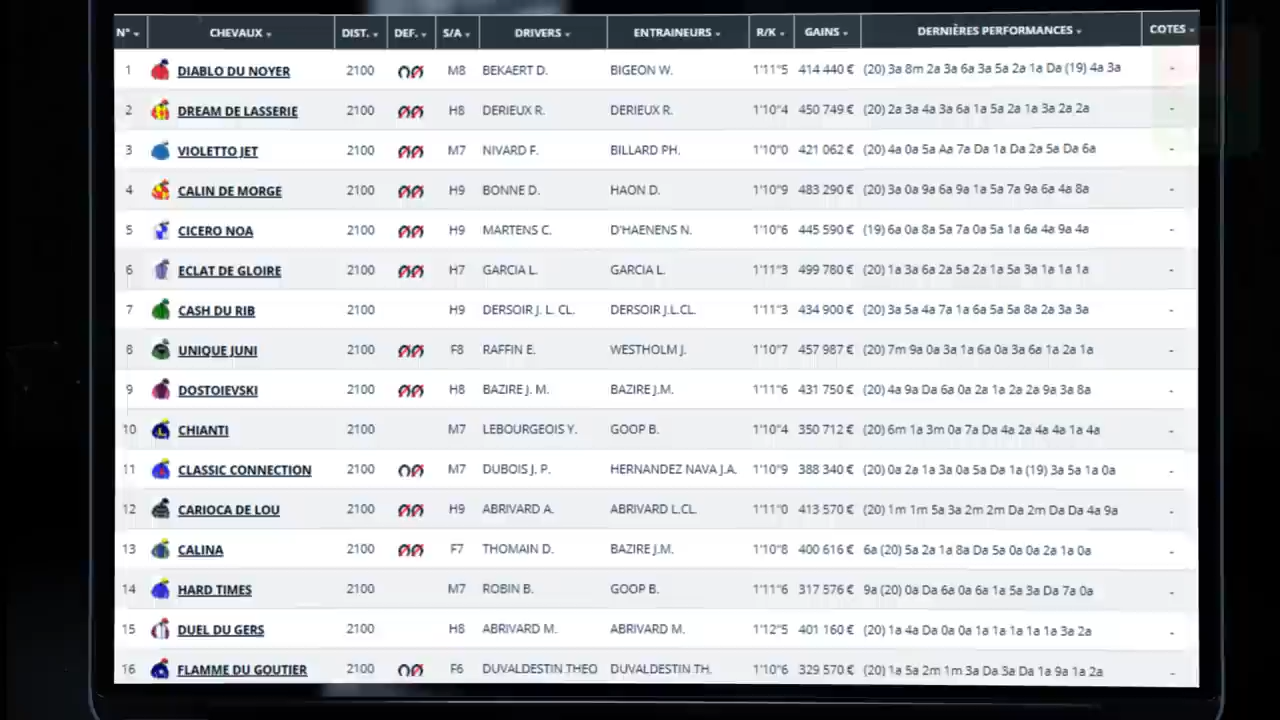 N° CHEVAUX DIST. DEF. S/A DRIVERS ENTRAINEURS R/K GAINS DERNIÈRES PERFORMANCES COTES
1 DIABLO DU NOYER 2100 M8 BEKAERT D. BIGEON W. 1'11"5 414 440 € (20) 3a 8m 2a 3a 6a 3a 5a 2a 1a Da (19) 4a 3a -
2 DREAM DE LASSERIE 2100 H8 DERIEUX R. DERIEUX R. 1'10"4 450 749 € (20) 2a 3a 4a 3a 6a 1a 5a 2a 1a 3a 2a 2a -
3 VIOLETTO JET 2100 M7 NIVARD F. BILLARD PH. 1'10"0 421 062 € (20) 4a 0a 5a Aa 7a Da 1a Da 2a 5a Da 6a -
4 CALIN DE MORGE 2100 H9 BONNE D. HAON D. 1'10"9 483 290 € (20) 3a 0a 9a 6a 9a 1a 5a 7a 9a 6a 4a 8a -
5 CICERO NOA 2100 H9 MARTENS C. D'HAENENS N. 1'10"6 445 590 € (19) 6a 0a 8a 5a 7a 0a 5a 1a 6a 4a 9a 4a -
6 ECLAT DE GLOIRE 2100 H7 GARCIA L. GARCIA L. 1'11"3 499 780 € (20) 1a 3a 6a 2a 5a 2a 1a 5a 3a 1a 1a 1a -
7 CASH DU RIB 2100 H9 DERSOIR J. L. CL. DERSOIR J.L.CL. 1'11"3 434 900 € (20) 3a 5a 4a 7a 1a 6a 5a 5a 8a 2a 3a 3a -
8 UNIQUE JUNI 2100 F8 RAFFIN E. WESTHOLM J. 1'10"7 457 987 € (20) 7m 9a 0a 3a 1a 6a 0a 3a 6a 1a 2a 1a -
9 DOSTOIEVSKI 2100 H8 BAZIRE J. M. BAZIRE J.M. 1'11"6 431 750 € (20) 4a 9a Da 6a 0a 2a 1a 2a 2a 9a 3a 8a -
10 CHIANTI 2100 M7 LEBOURGEOIS Y. GOOP B. 1'10"4 350 712 € (20) 6m 1a 3m 0a 7a Da 4a 2a 4a 4a 1a 4a -
11 CLASSIC CONNECTION 2100 M7 DUBOIS J. P. HERNANDEZ NAVA J.A. 1'10"9 388 340 € (20) 0a 2a 1a 3a 0a 5a Da 1a (19) 3a 5a 1a 0a -
12 CARIOCA DE LOU 2100 H9 ABRIVARD A. ABRIVARD L.CL. 1'11"0 413 570 € (20) 1m 1m 5a 3a 2m 2m Da 2m Da Da 4a 9a -
13 CALINA 2100 F7 THOMAIN D. BAZIRE J.M. 1'10"8 400 616 € 6a (20) 5a 2a 1a 8a Da 5a 0a 0a 2a 1a 0a -
14 HARD TIMES 2100 M7 ROBIN B. GOOP B. 1'11"6 317 576 € 9a (20) 0a Da 6a 0a 6a 1a 5a 3a Da 7a 0a -
15 DUEL DU GERS 2100 H8 ABRIVARD M. ABRIVARD M. 1'12"5 401 160 € (20) 1a 4a Da 0a 0a 1a 1a 1a 1a 1a 3a 2a -
16 FLAMME DU GOUTIER 2100 F6 DUVALDESTIN THEO DUVALDESTIN TH. 1'10"6 329 570 € (20) 1a 5a 2m 1m 3a Da 3a Da 1a 9a 1a 2a -